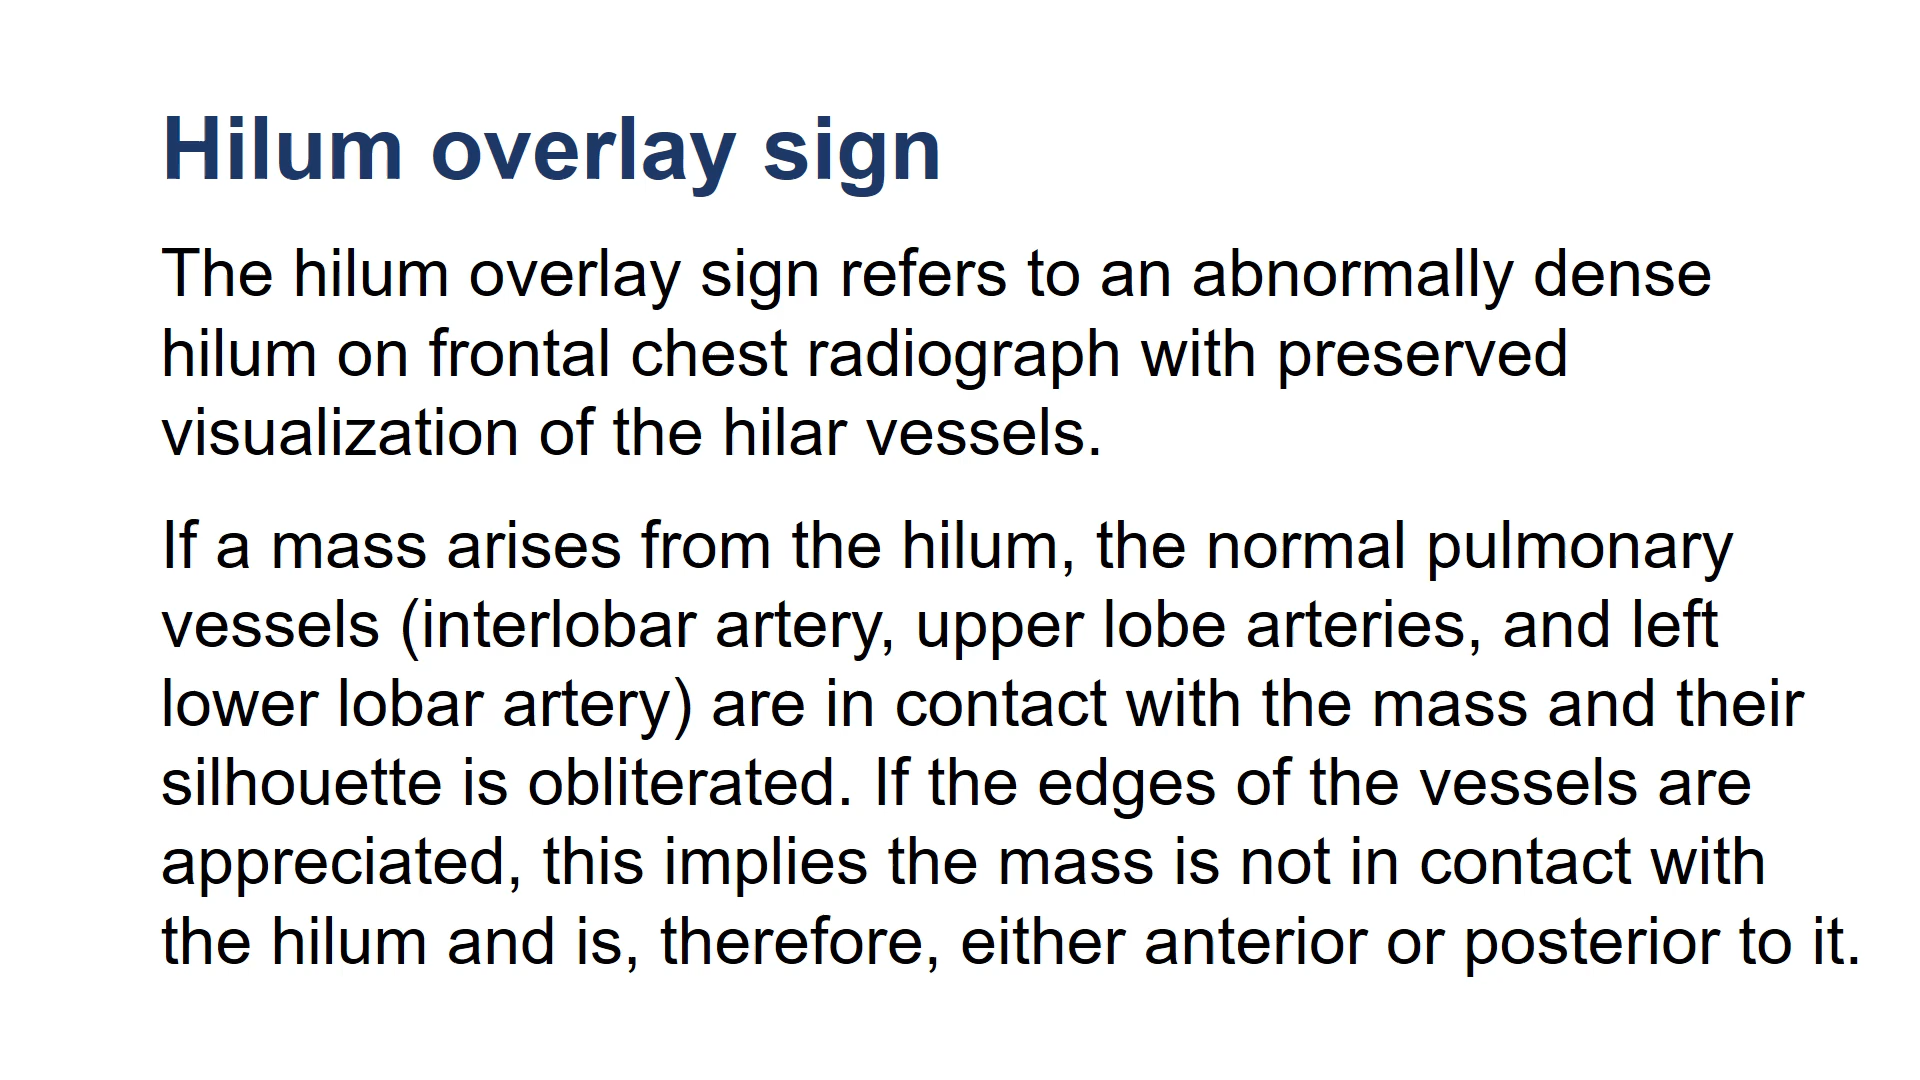 Hilum overlay sign
The hilum overlay sign refers to an abnormally dense
hilum on frontal chest radiograph with preserved
visualization of the hilar vessels.
If a mass arises from the hilum, the normal pulmonary
vessels (interlobar artery, upper lobe arteries, and left
lower lobar artery) are in contact with the mass and their
silhouette is obliterated. If the edges of the vessels are
appreciated, this implies the mass is not in contact with
the hilum and is, therefore, either anterior or posterior to it.